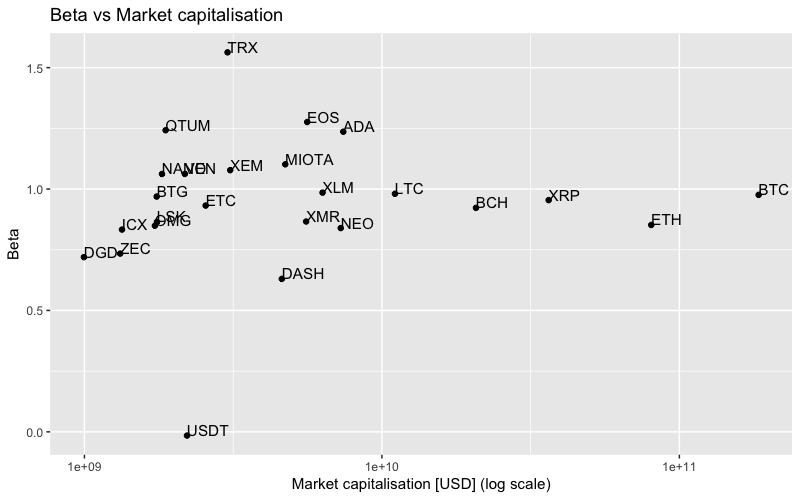 Beta vs Market capitalisation
TRX
EOS
QTUM
ADA
MIOTA
NANO
VEN
XEM
BTG
XLM
LTC
BTC
ETC
XRP
BCH
LSK
OMG
ICX
XMR
NEO
ETH
DGD
ZEC
DASH
USDT
1.5
1.0
0.5
0.0
Beta
1e+09
1e+10
1e+11
Market capitalisation [USD] (log scale)